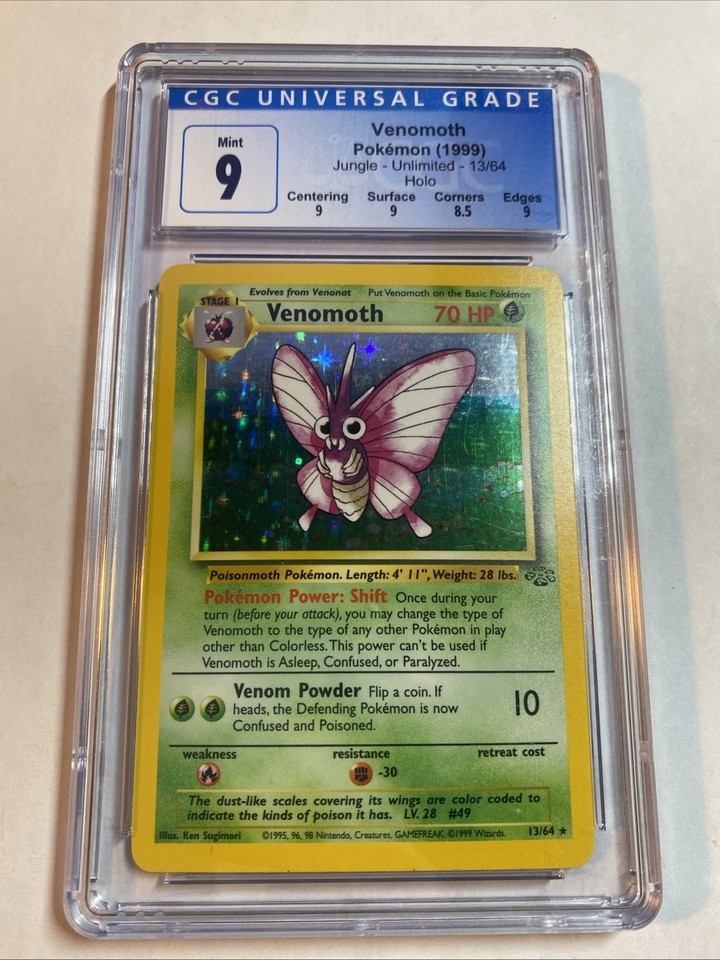 CGC UNIVERSAL GRADE
Mint
9
Venomoth
Pokémon (1999)
Jungle - Unlimited - 13/64
Holo
Centering Surface Corners Edges
9 9 8.5 9
Evolves from Venonat Put Venomoth on the Basic Pokémon
STAGE 1
Venomoth 70 HP
Poisonmoth Pokémon. Length: 4' 11", Weight: 28 lbs.
Pokémon Power: Shift Once during your
turn (before your attack), you may change the type of
Venomoth to the type of any other Pokémon in play
other than Colorless. This power can't be used if
Venomoth is Asleep, Confused, or Paralyzed.
Venom Powder Flip a coin. If
heads, the Defending Pokémon is now
Confused and Poisoned.
10
weakness resistance retreat cost
-30
The dust-like scales covering its wings are color coded to
indicate the kinds of poison it has. LV. 28 #49
Illus. Ken Sugimori ©1995, 96, 98 Nintendo, Creatures, GAMEFREAK. ©1999 Wizards. 13/64 ★